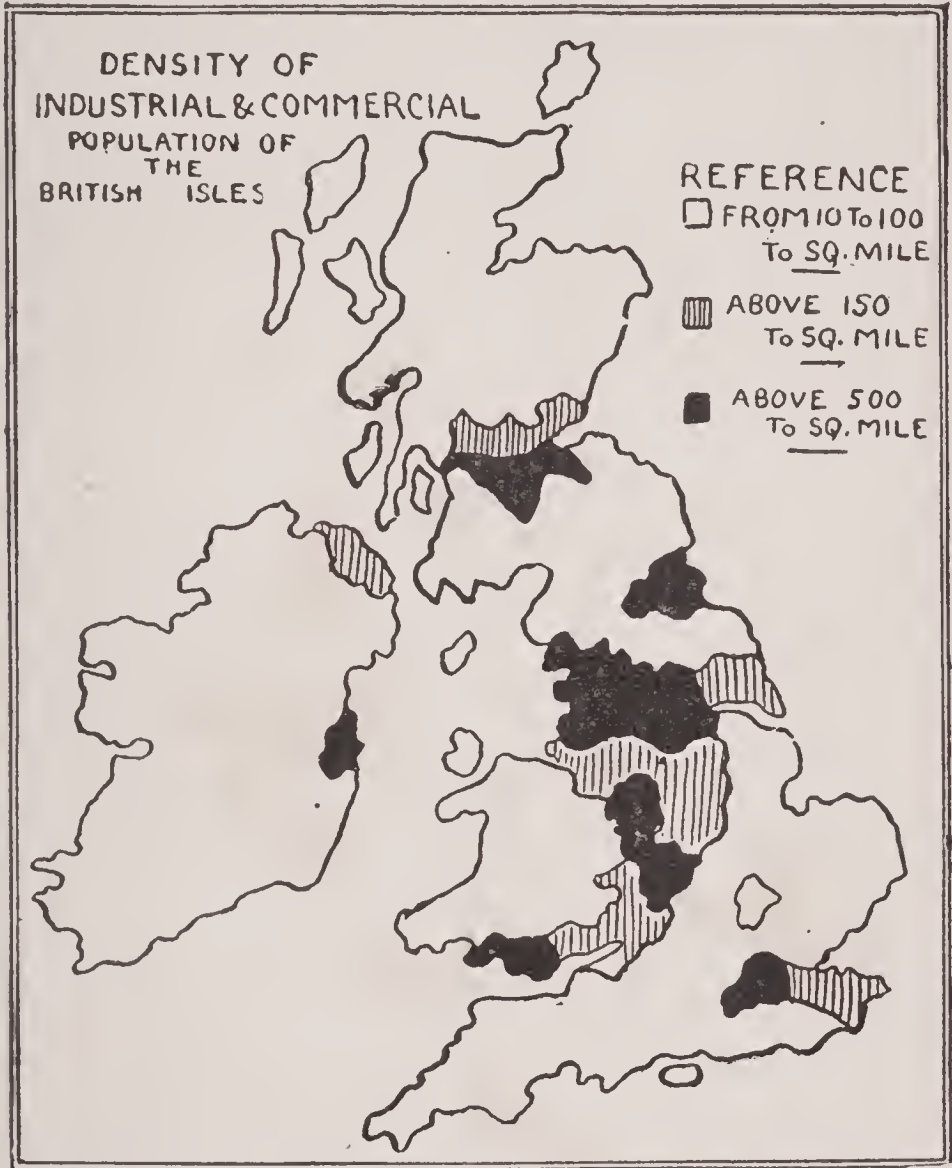 DENSITY OF
INDUSTRIAL & COMMERCIAL
POPULATION OF
THE
BRITISH ISLES
REFERENCE
FROM 10 To 100
To SQ. MILE
ABOVE 150
To SQ. MILE
ABOVE 500
To SQ. MILE